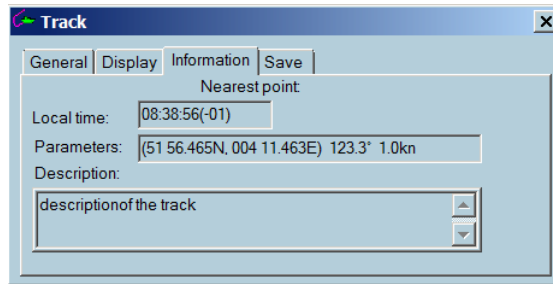 Track
General Display Information Save
Nearest point:
Local time: 08:38:56(-01)
Parameters: (51 56.465N, 004 11.463E) 123.3° 1.0kn
Description:
descriptionof the track